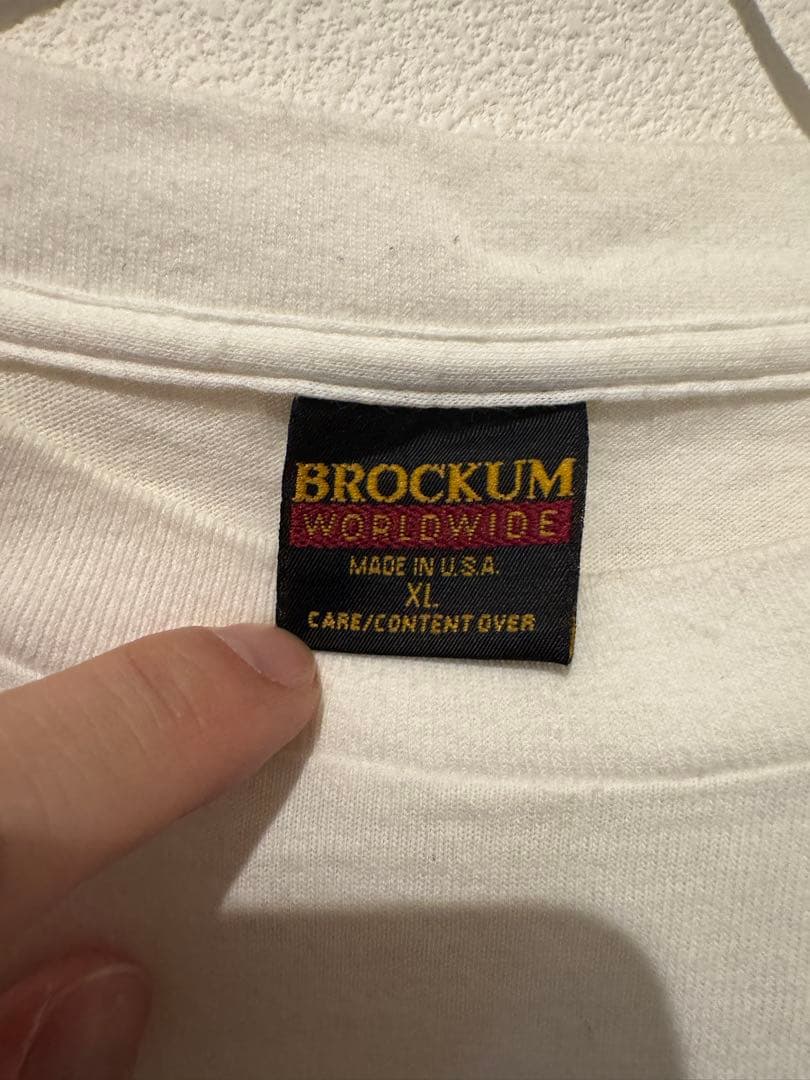 BROCKUM
WORLDWIDE
MADE IN U.S.A.
XL
CARE/CONTENT OVER